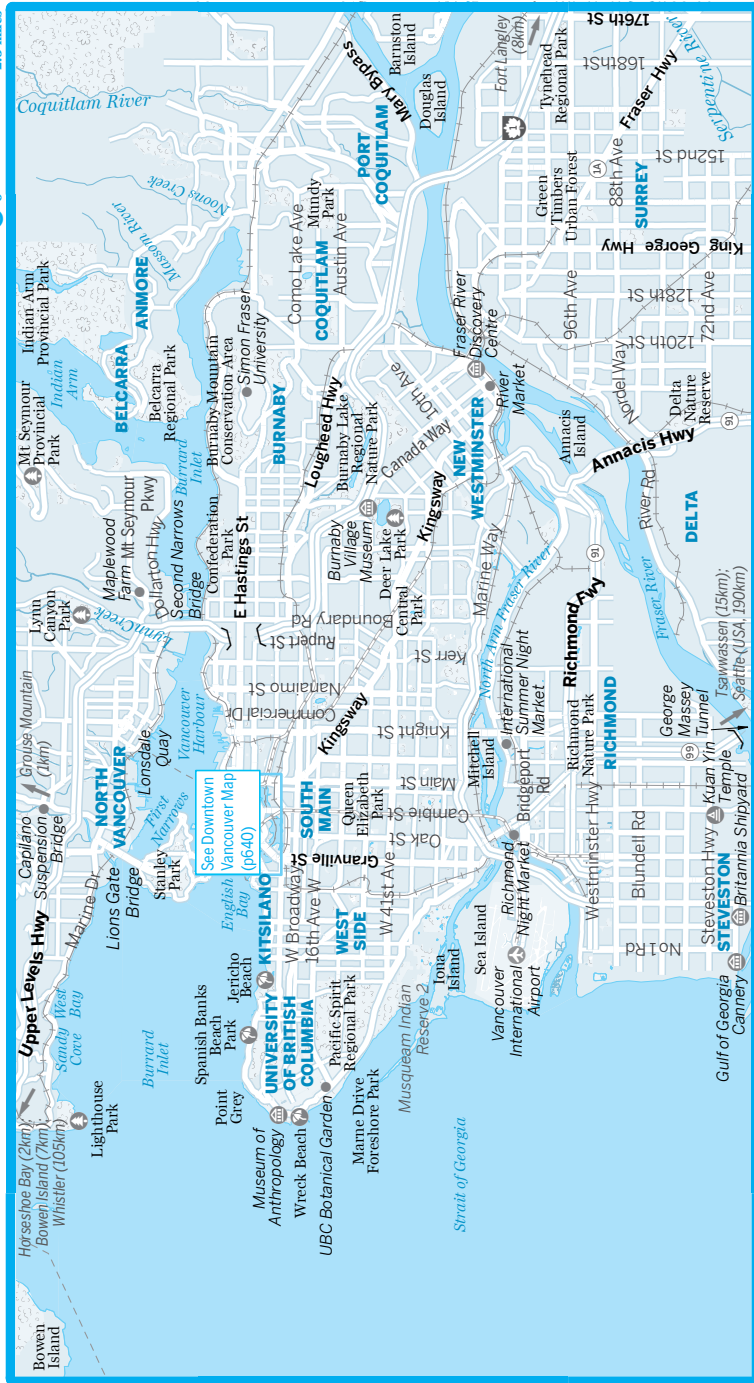 Bowen
Island
Horseshoe Bay (2km);
Bowen Island (7km);
Whistler (105km)
Upper Levels Hwy
Capilano
Suspension
Bridge
Grouse Mountain
(1km)
Lynn
Canyon
Park
Mt Seymour
Provincial
Park
Indian Arm
Provincial Park
Indian
Arm
Coquitlam River
Lighthouse
Park
Sandy
Cove
West
Bay
Marine Dr
NORTH
VANCOUVER
Lynn Creek
Maplewood
Farm
Mt Seymour
Pkwy
Dollarton Hwy
BELCARRA
ANMORE
Mossom River
Noons Creek
Burrard
Inlet
Lions Gate
Bridge
First
Narrows
Lonsdale
Quay
Vancouver
Harbour
Second Narrows
Bridge
Burrard
Inlet
Belcarra
Regional Park
Stanley
Park
See Downtown
Vancouver Map
(p640)
Confederation
Park
Burnaby Mountain
Conservation Area
Simon Fraser
University
Spanish Banks
Beach
Park
Jericho
Beach
English
Bay
E Hastings St
BURNABY
Point
Grey
Museum of
Anthropology
Wreck Beach
UNIVERSITY
OF BRITISH
COLUMBIA
KITSILANO
W Broadway
16th Ave W
SOUTH
MAIN
Commercial Dr
Nanaimo St
Rupert St
Boundary Rd
Lougheed Hwy
Como Lake Ave
COQUITLAM
Austin Ave
Mundy
Park
PORT
COQUITLAM
Mary Bypass
UBC Botanical Garden
Pacific Spirit
Regional Park
WEST
SIDE
Granville St
Queen
Elizabeth
Park
Kingsway
Burnaby
Village
Museum
Burnaby Lake
Regional
Nature Park
Deer Lake
Park
Canada Way
10th Ave
Marne Drive
Foreshore Park
W 41st Ave
Oak St
Cambie St
Main St
Knight St
Kerr St
Central
Park
Kingsway
Barnston
Island
Douglas
Island
Musqueam Indian
Reserve 2
Iona
Island
Strait of Georgia
Sea Island
Mitchell
Island
Marine Way
North Arm Fraser River
NEW
WESTMINSTER
Fraser River
Discovery
Centre
River
Market
Fort Langley
(8km)
1
Tynehead
Regional Park
Vancouver
International
Airport
Richmond
Night Market
Bridgeport
Rd
International
Summer Night
Market
Annacis
Island
96th Ave
Green
Timbers
Urban Forest
1A
88th Ave
Fraser Hwy
168th St
176th St
Westminster Hwy
Richmond
Nature Park
Richmond Fwy
91
RICHMOND
Annacis Hwy
Nordel Way
SURREY
No 1 Rd
Blundell Rd
Fraser River
River Rd
DELTA
Delta
Nature
Reserve
91
120th St
72nd Ave
128th St
King George Hwy
152nd St
Serpentine River
Steveston Hwy
STEVESTON
Gulf of Georgia
Cannery
Britannia Shipyard
Kuan Yin
Temple
99
George
Massey
Tunnel
Tsawwassen (15km);
Seattle (USA, 190km)